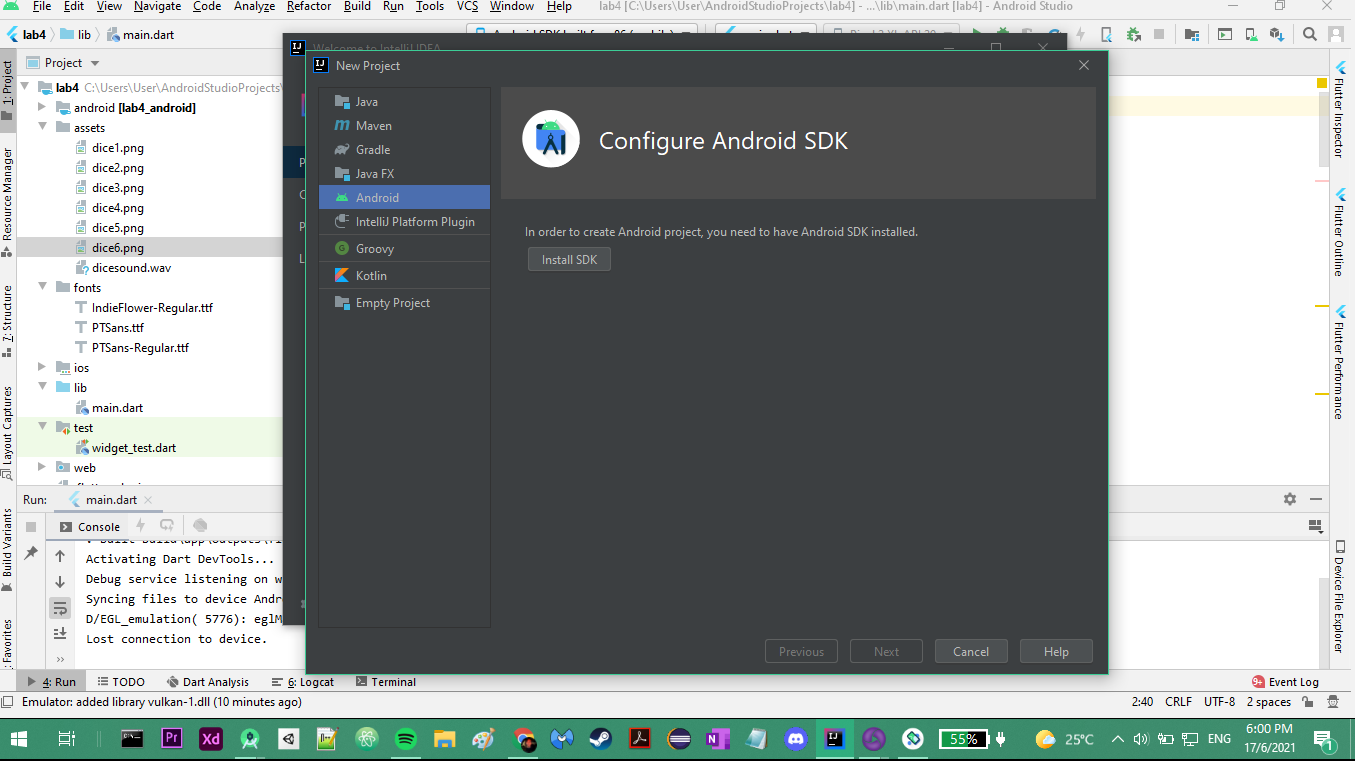 File Edit View Navigate Code Analyze Refactor Build Run Tools VCS Window Help lab4 [C:\Users\User\AndroidStudioProjects\lab4] - ...\lib\main.dart [lab4] - Android Studio
lab4 lib main.dart
Welcome to IntelliJ IDEA
New Project
1: Project
Resource Manager
7: Structure
Layout Captures
Build Variants
Favorites
Project
lab4 C:\Users\User\AndroidStudioProjects\
android [lab4_android]
assets
dice1.png
dice2.png
dice3.png
dice4.png
dice5.png
dice6.png
dicesound.wav
fonts
IndieFlower-Regular.ttf
PTSans.ttf
PTSans-Regular.ttf
ios
lib
main.dart
test
widget_test.dart
web
Java
Maven
Gradle
Java FX
Android
IntelliJ Platform Plugin
Groovy
Kotlin
Empty Project
Configure Android SDK
In order to create Android project, you need to have Android SDK installed.
Install SDK
Previous Next Cancel Help
Flutter Inspector
Flutter Outline
Flutter Performance
Device File Explorer
Run: main.dart
Console
Activating Dart DevTools...
Debug service listening on w
Syncing files to device Andr
D/EGL_emulation( 5776): eglM
Lost connection to device.
4: Run TODO Dart Analysis 6: Logcat Terminal 9+ Event Log
Emulator: added library vulkan-1.dll (10 minutes ago) 2:40 CRLF UTF-8 2 spaces
55% 25°C ENG 6:00 PM
17/6/2021
1